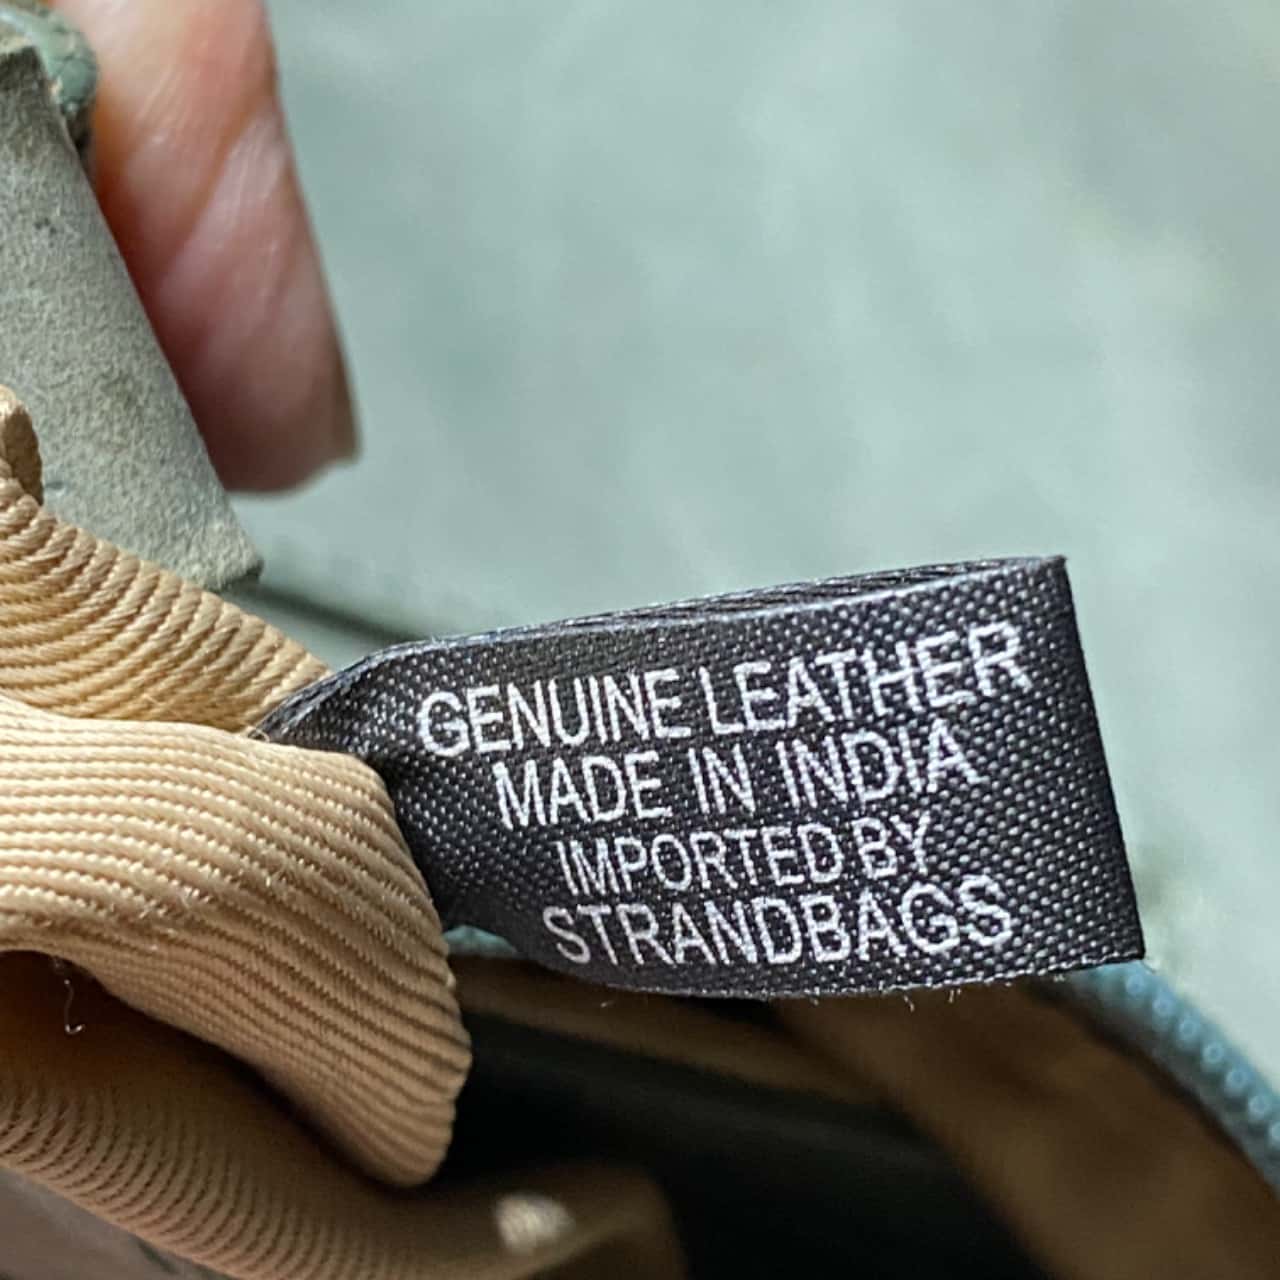 GENUINE LEATHER
MADE IN INDIA
IMPORTED BY
STRANDBAGS